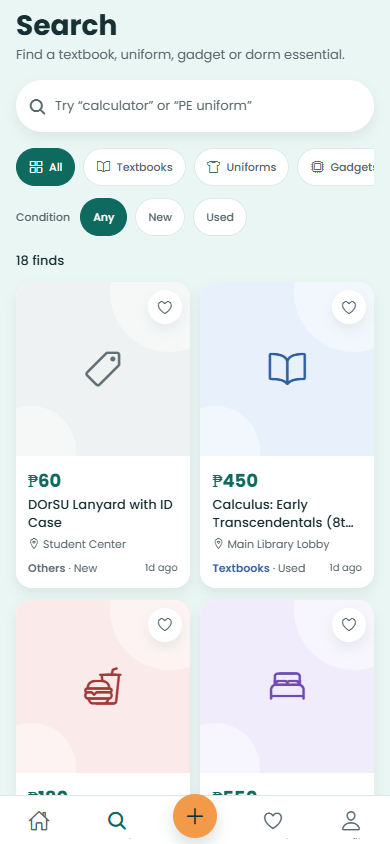 Search
Find a textbook, uniform, gadget or dorm essential.
Try “calculator” or “PE uniform”
All Textbooks Uniforms Gadgets
Condition Any New Used
18 finds
₱60
DOrSU Lanyard with ID
Case
Student Center
Others · New 1d ago
₱450
Calculus: Early
Transcendentals (8t…
Main Library Lobby
Textbooks · Used 1d ago